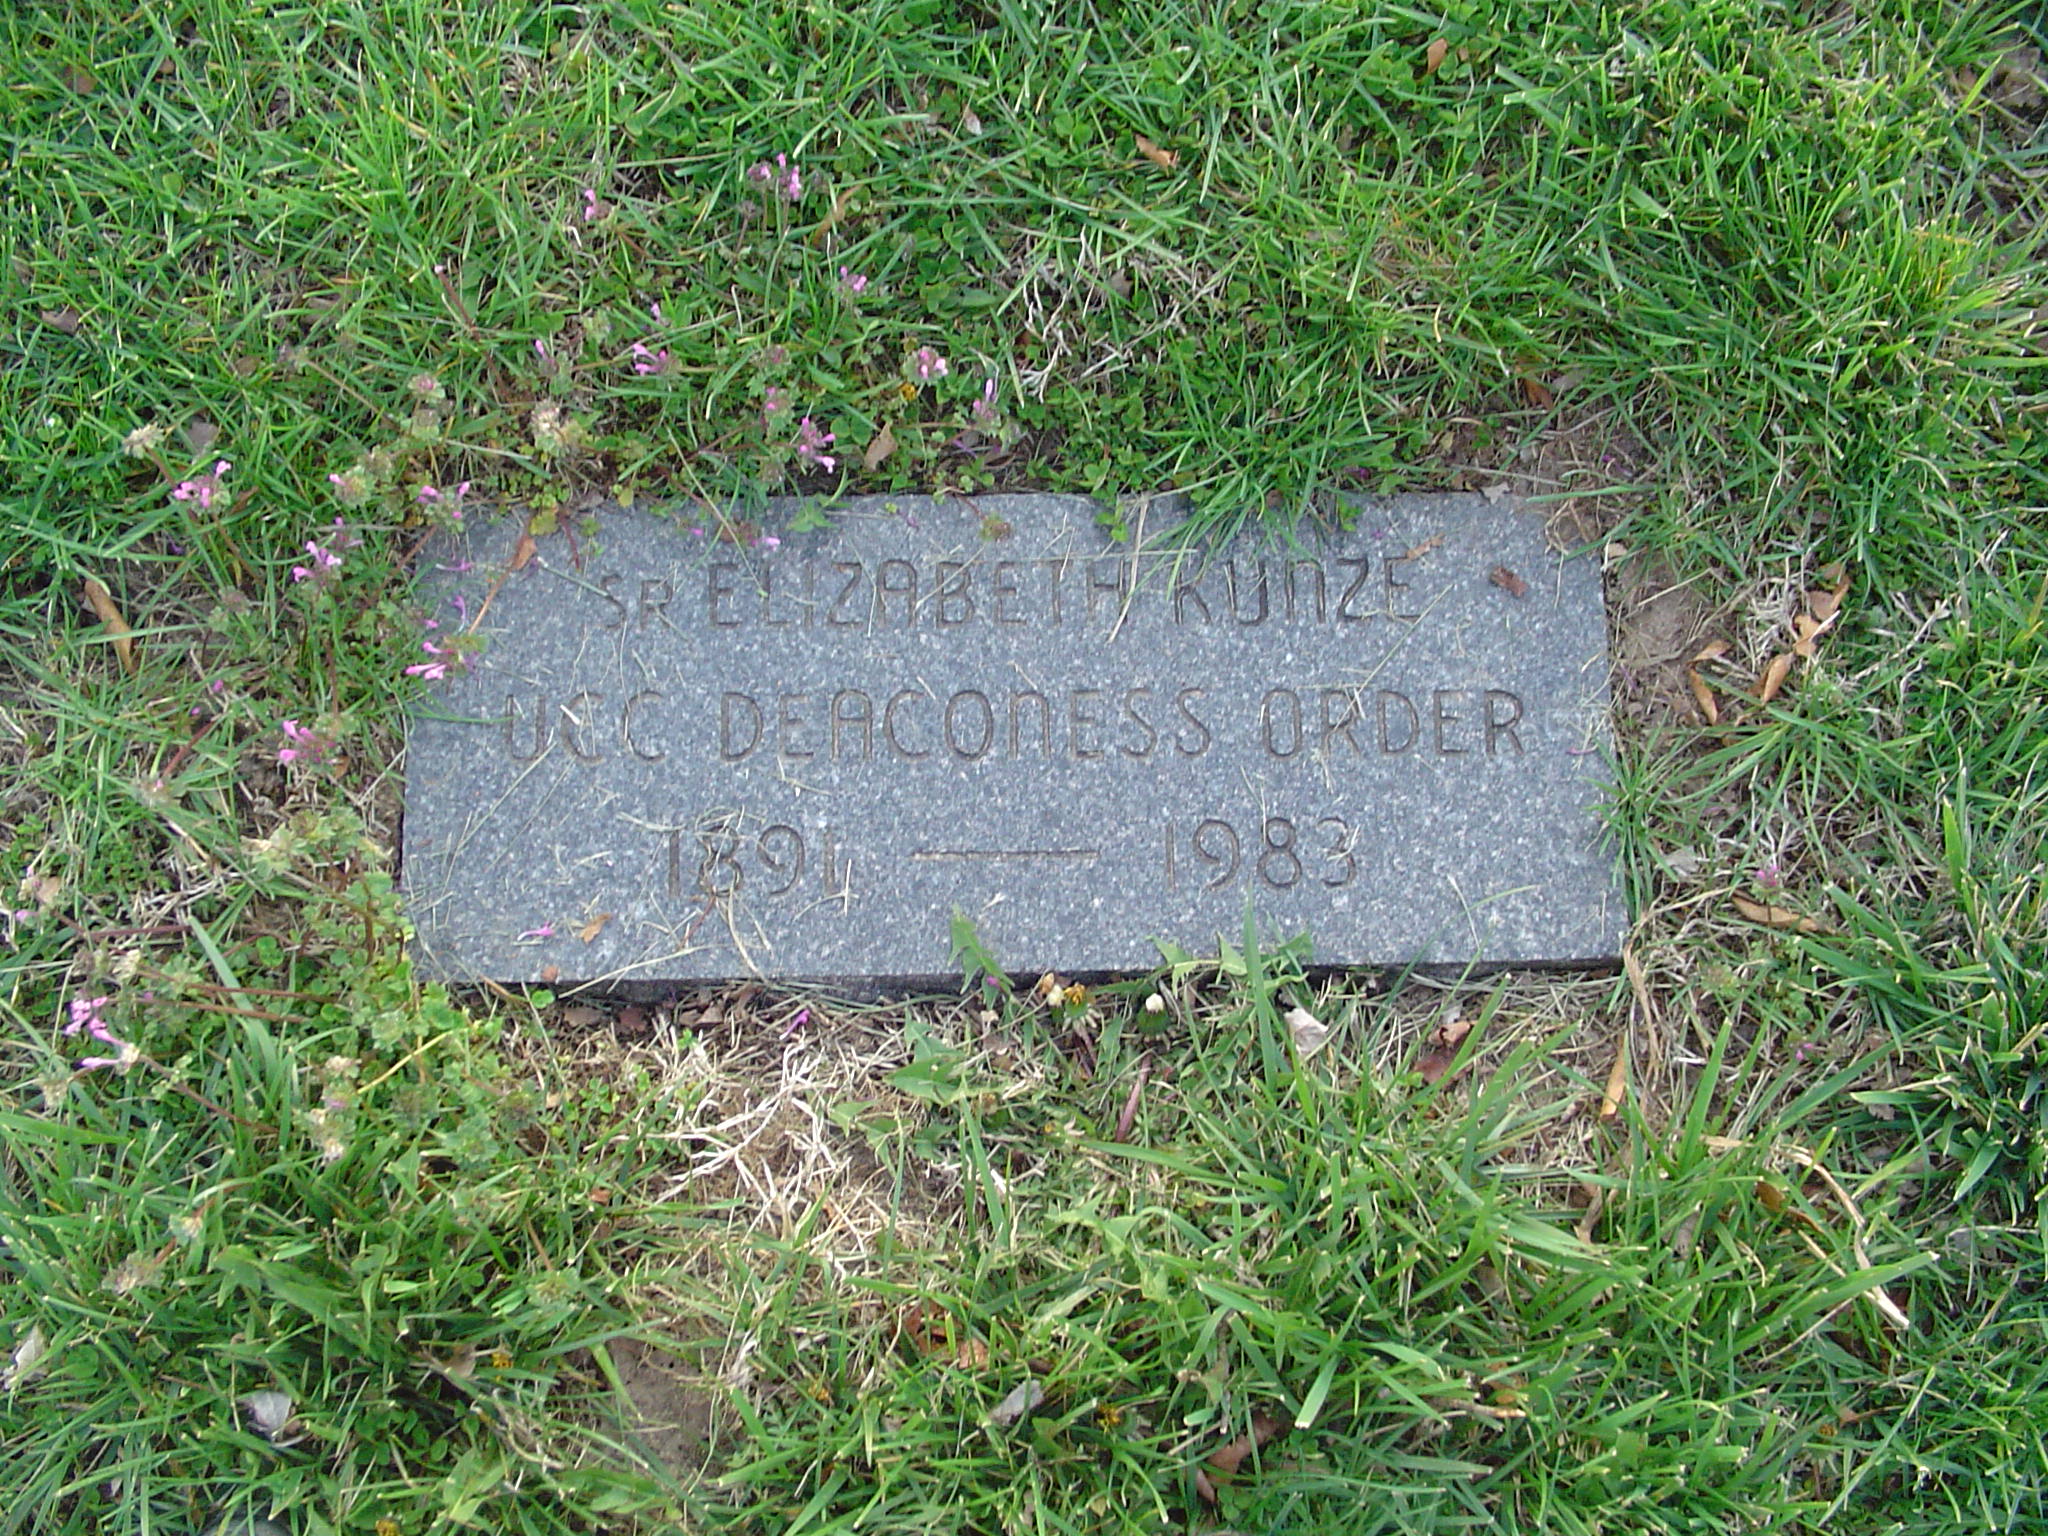 SR ELIZABETH KUNZE
UCC DEACONESS ORDER
1891 — 1983